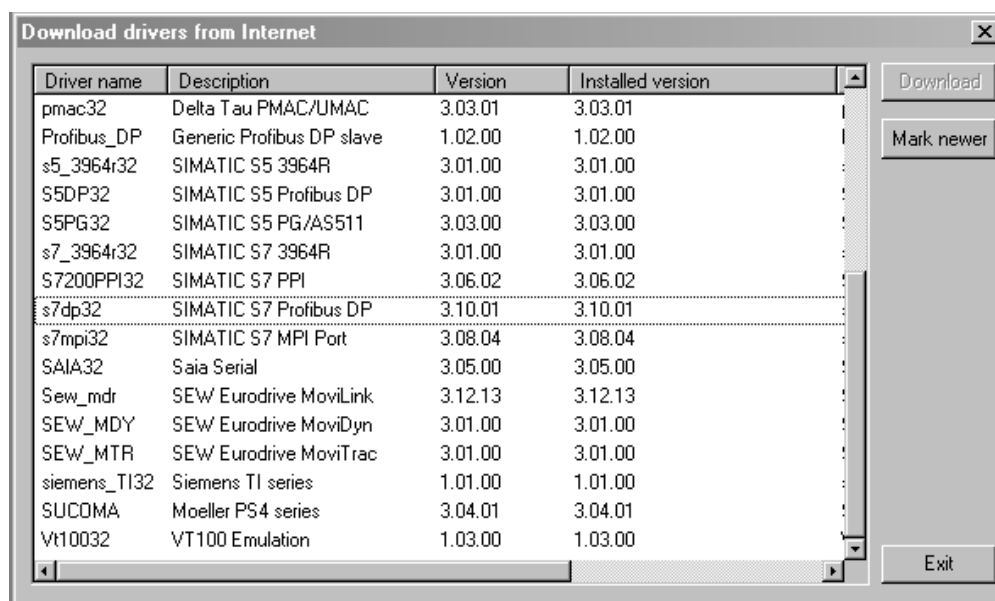 Download drivers from Internet
Driver name Description Version Installed version Download
pmac32 Delta Tau PMAC/UMAC 3.03.01 3.03.01
Profibus_DP Generic Profibus DP slave 1.02.00 1.02.00 Mark newer
s5_3964r32 SIMATIC S5 3964R 3.01.00 3.01.00
S5DP32 SIMATIC S5 Profibus DP 3.01.00 3.01.00
S5PG32 SIMATIC S5 PG/AS511 3.03.00 3.03.00
s7_3964r32 SIMATIC S7 3964R 3.01.00 3.01.00
S7200PPI32 SIMATIC S7 PPI 3.06.02 3.06.02
s7dp32 SIMATIC S7 Profibus DP 3.10.01 3.10.01
s7mpi32 SIMATIC S7 MPI Port 3.08.04 3.08.04
SAIA32 Saia Serial 3.05.00 3.05.00
Sew_mdr SEW Eurodrive MoviLink 3.12.13 3.12.13
SEW_MDY SEW Eurodrive MoviDyn 3.01.00 3.01.00
SEW_MTR SEW Eurodrive MoviTrac 3.01.00 3.01.00
siemens_TI32 Siemens TI series 1.01.00 1.01.00
SUCOMA Moeller PS4 series 3.04.01 3.04.01
Vt10032 VT100 Emulation 1.03.00 1.03.00
Exit